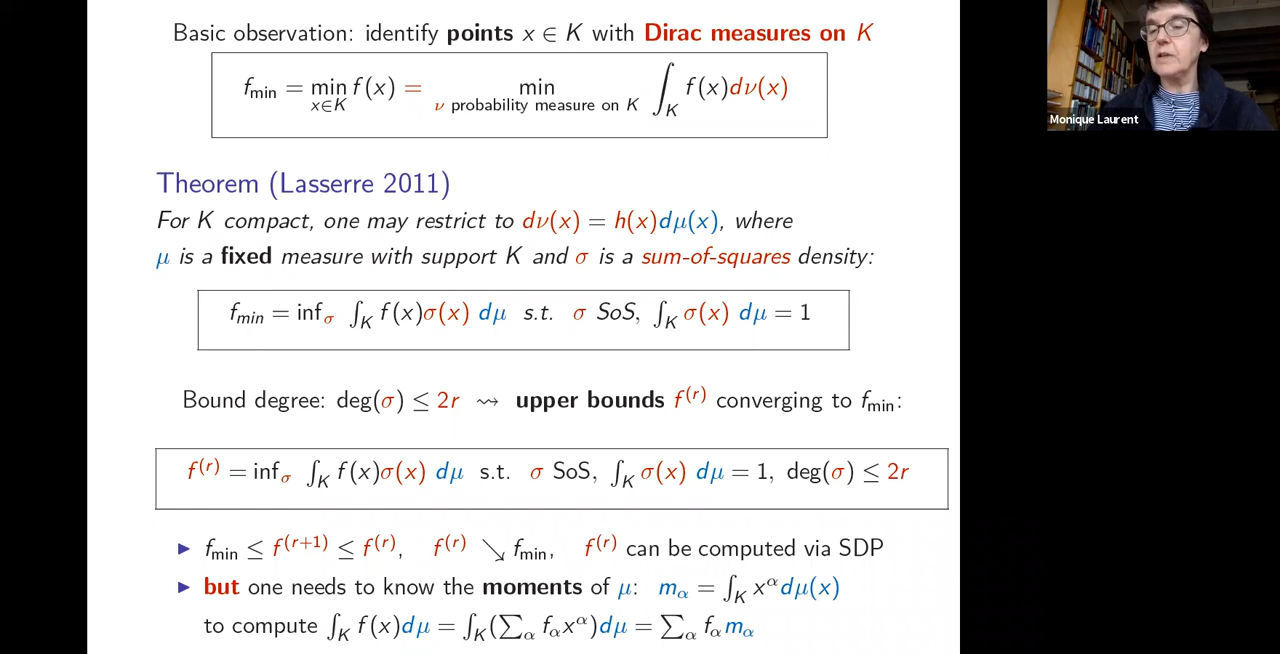 Basic observation: identify points x ∈ K with Dirac measures on K
f_min = min_{x∈K} f(x) = min_{ν probability measure on K} ∫_K f(x)dν(x)
Theorem (Lasserre 2011)
For K compact, one may restrict to dν(x) = h(x)dμ(x), where
μ is a fixed measure with support K and σ is a sum-of-squares density:
f_min = inf_σ ∫_K f(x)σ(x) dμ s.t. σ SoS, ∫_K σ(x) dμ = 1
Bound degree: deg(σ) ≤ 2r ⇝ upper bounds f^(r) converging to f_min:
f^(r) = inf_σ ∫_K f(x)σ(x) dμ s.t. σ SoS, ∫_K σ(x) dμ = 1, deg(σ) ≤ 2r
▶ f_min ≤ f^(r+1) ≤ f^(r), f^(r) ↘ f_min, f^(r) can be computed via SDP
▶ but one needs to know the moments of μ: m_α = ∫_K x^α dμ(x)
to compute ∫_K f(x)dμ = ∫_K (∑_α f_α x^α)dμ = ∑_α f_α m_α
Monique Laurent